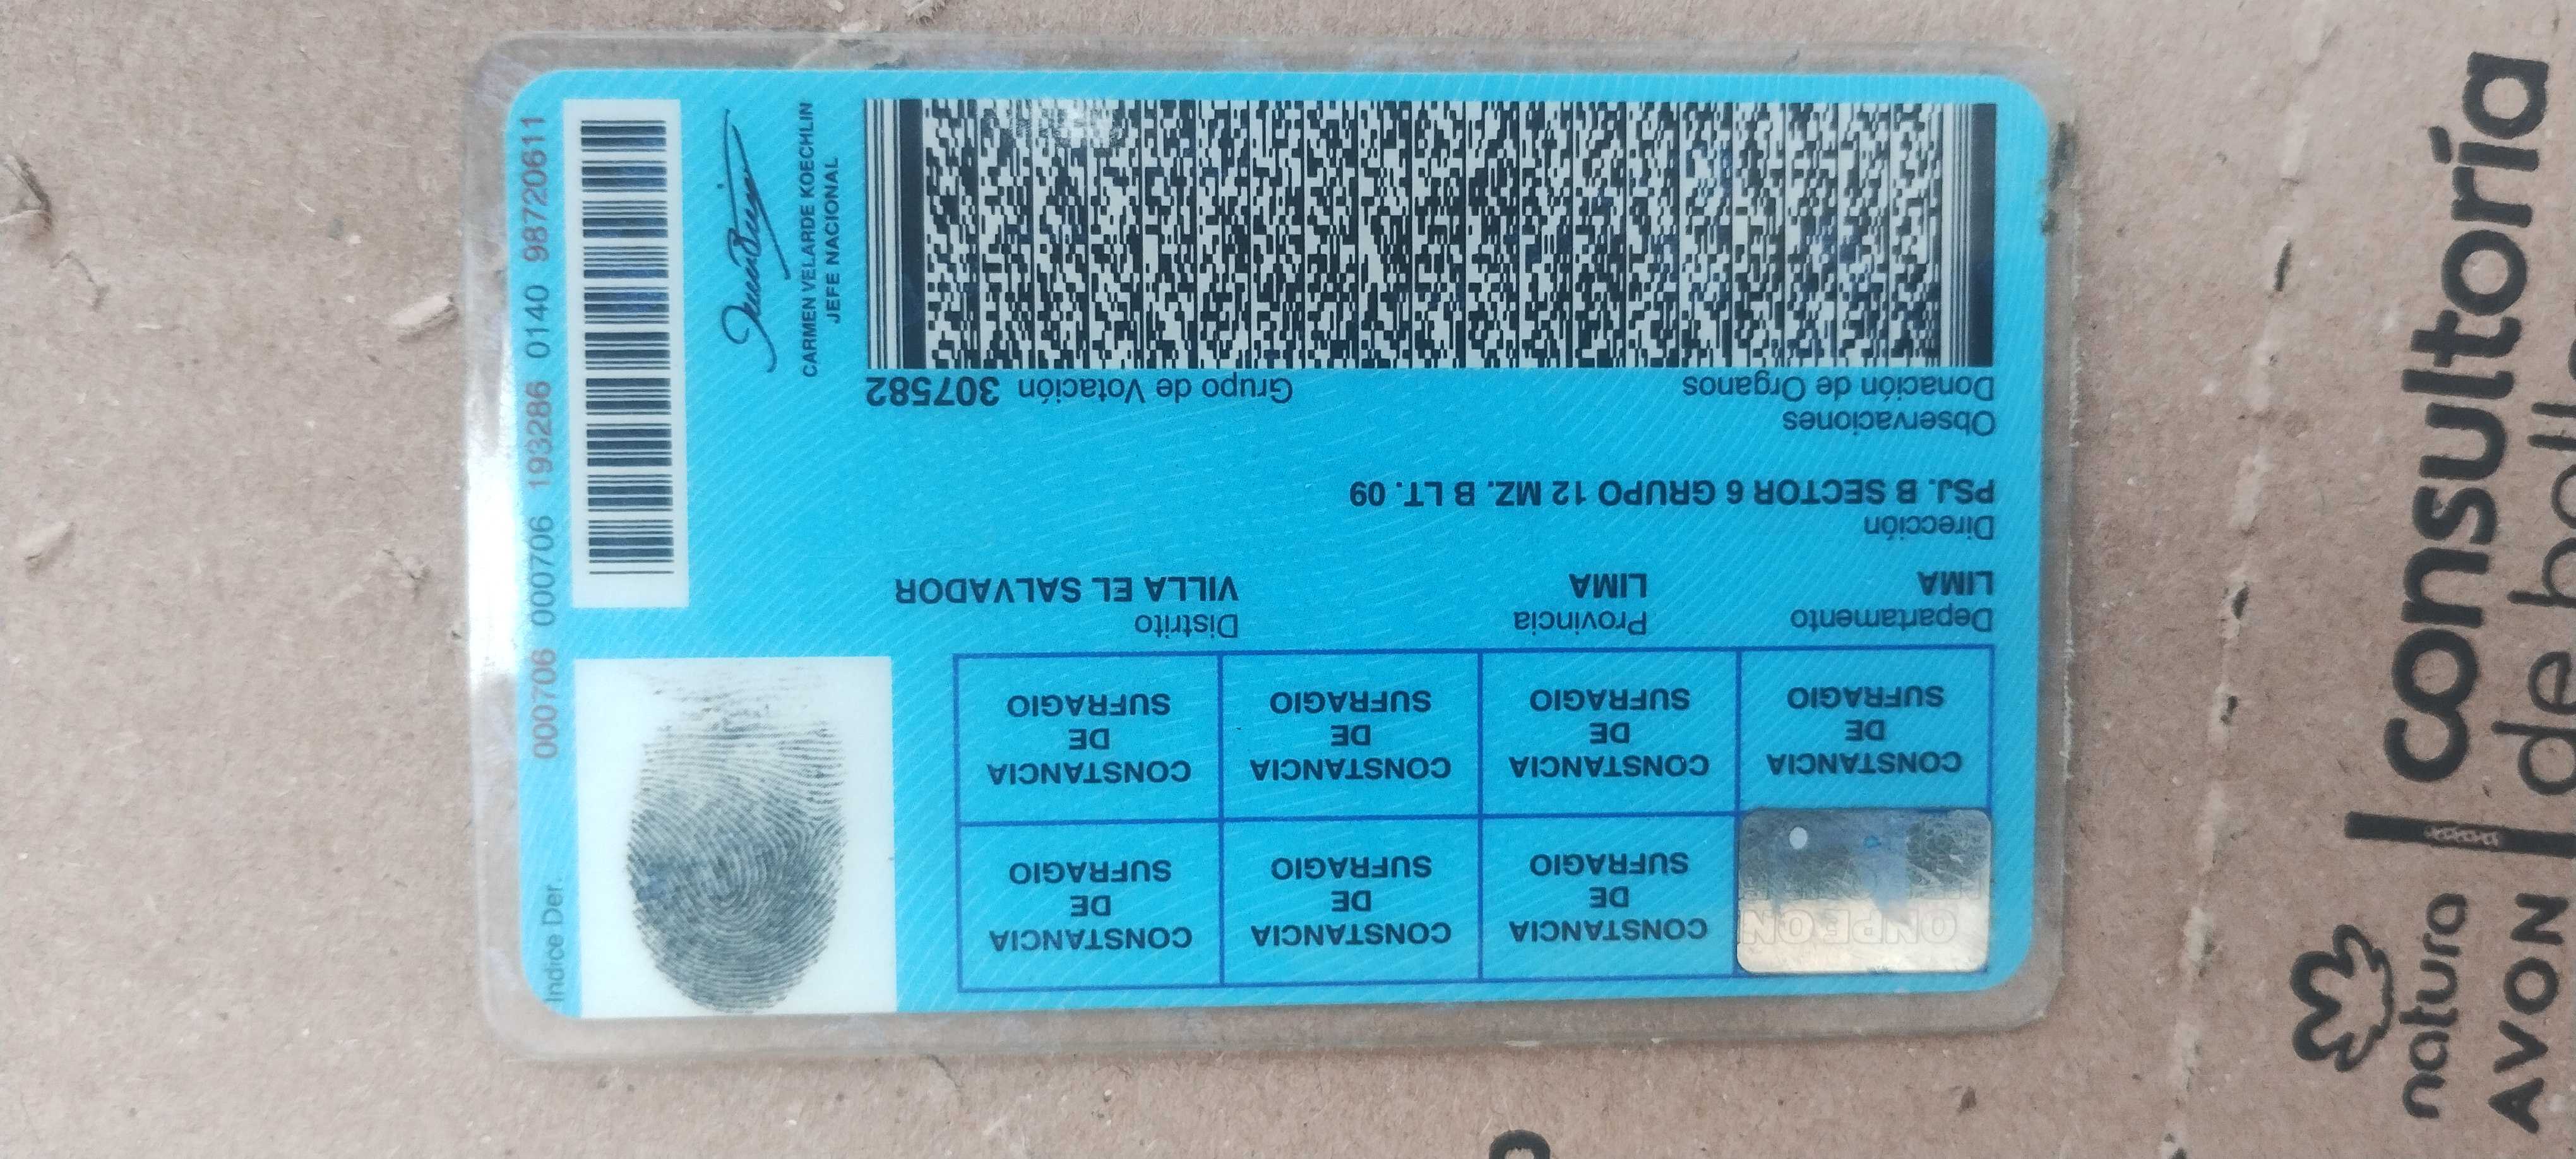 CONSTANCIA DE SUFRAGIO
CONSTANCIA DE SUFRAGIO
CONSTANCIA DE SUFRAGIO
CONSTANCIA DE SUFRAGIO
CONSTANCIA DE SUFRAGIO
CONSTANCIA DE SUFRAGIO
CONSTANCIA DE SUFRAGIO
Departamento Provincia Distrito
LIMA LIMA VILLA EL SALVADOR
Dirección
PSJ. B SECTOR 6 GRUPO 12 MZ. B LT. 09
Observaciones
Donación de Organos Grupo de Votación 307582
Indice Der. 000706 000706 193286 0140 98720611
CARMEN VELARDE KOECHLIN
JEFE NACIONAL
natura
AVON
consultoría
de